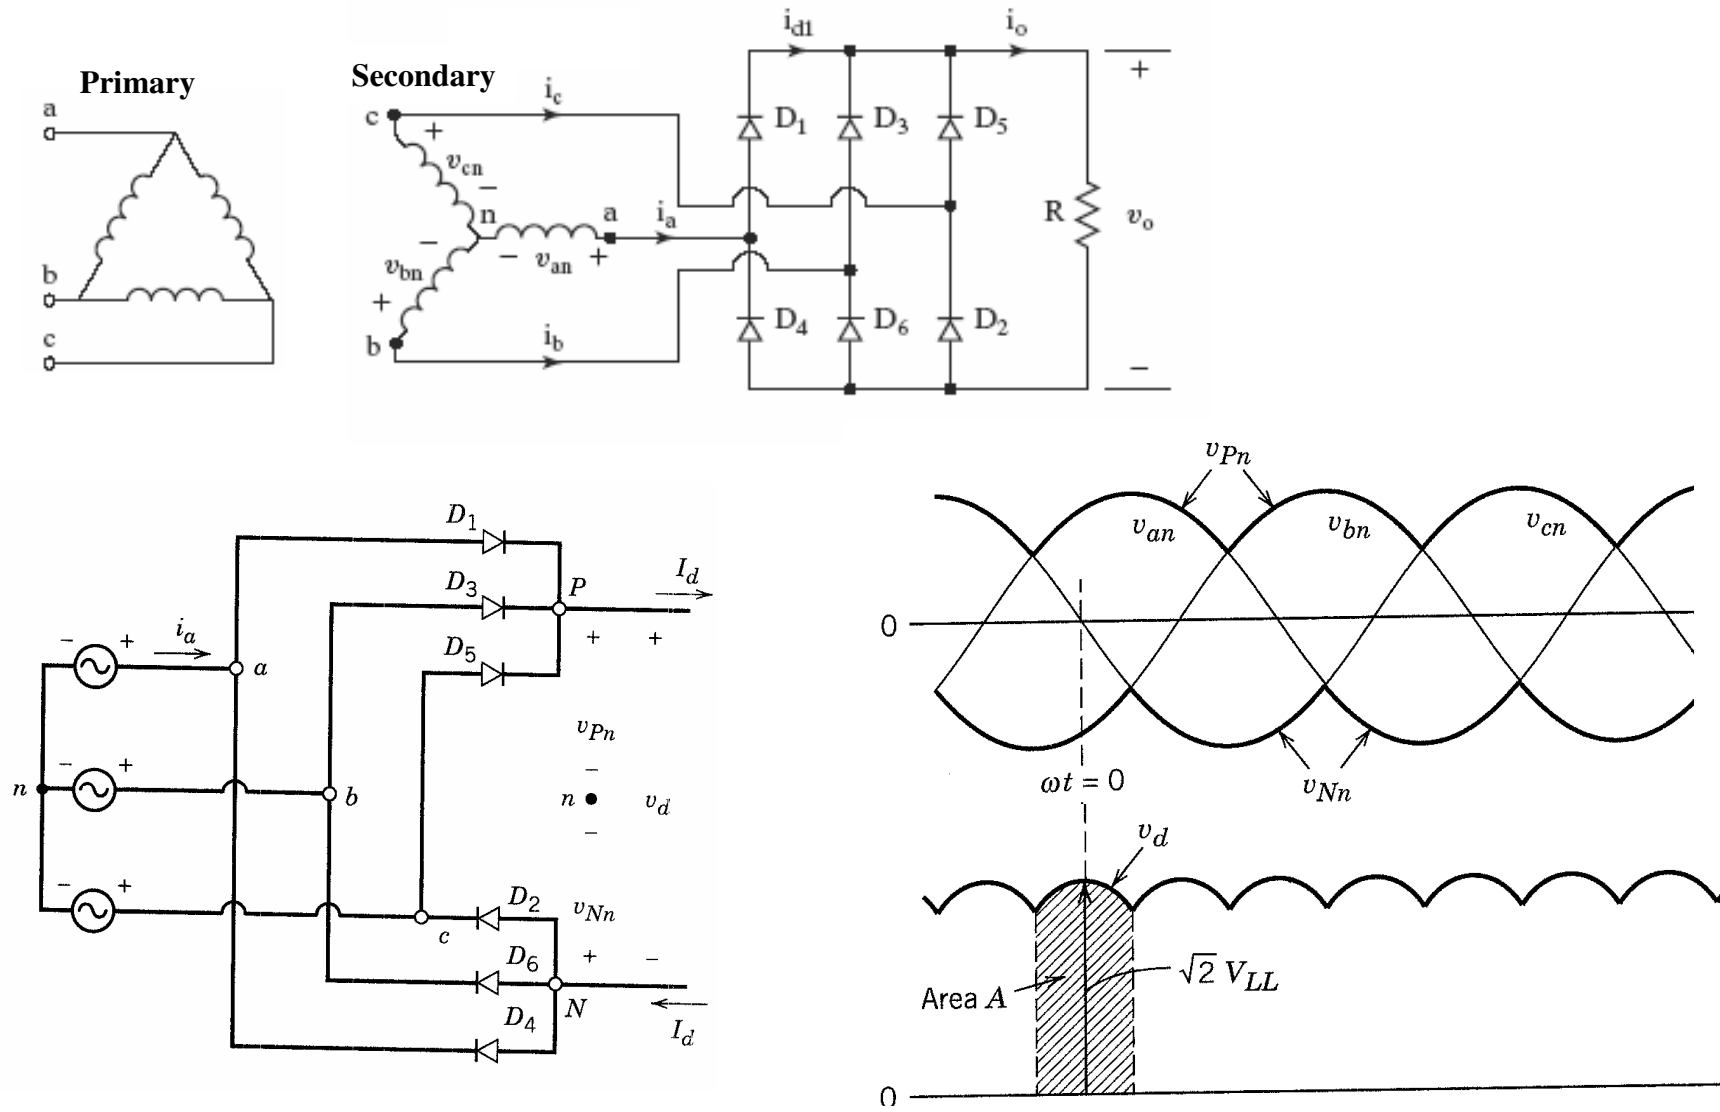 Primary
a
b
c
Secondary
c
+
v_cn
−
n
a
−
v_an
+
−
v_bn
+
b
i_c
i_a
i_b
i_d1
i_o
D_1
D_3
D_5
D_4
D_6
D_2
R
+
v_o
−
D_1
D_3
D_5
P
I_d
+ +
− +
i_a
a
− +
n
b
− +
c
v_Pn
−
n
v_d
−
D_2
v_Nn
+ −
D_6
D_4
N
I_d
v_Pn
v_an
v_bn
v_cn
0
ωt = 0
v_Nn
v_d
Area A
√2 V_LL
0